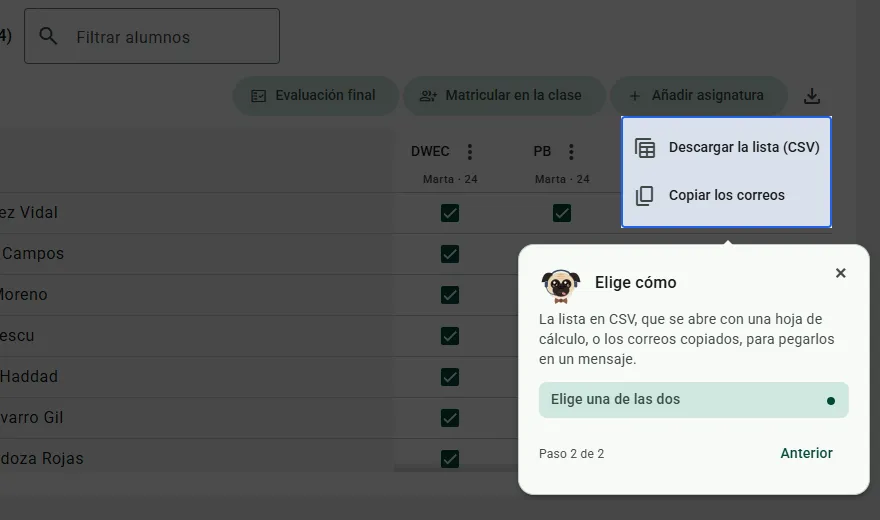 4)
Filtrar alumnos
Evaluación final
Matricular en la clase
Añadir asignatura
DWEC
PB
Descargar la lista (CSV)
Marta · 24
Marta · 24
Copiar los correos
ez Vidal
Campos
Moreno
escu
Haddad
varro Gil
doza Rojas
Elige cómo
La lista en CSV, que se abre con una hoja de
cálculo, o los correos copiados, para pegarlos
en un mensaje.
Elige una de las dos
Paso 2 de 2
Anterior